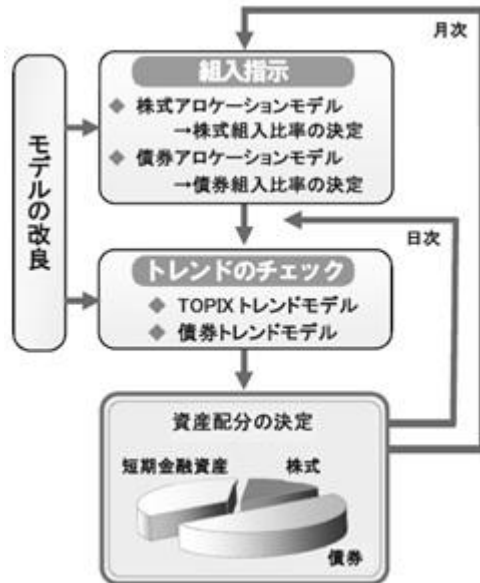 月次
組入指示
◆ 株式アロケーションモデル
→株式組入比率の決定
◆ 債券アロケーションモデル
→債券組入比率の決定
モデルの改良
日次
トレンドのチェック
◆ TOPIXトレンドモデル
◆ 債券トレンドモデル
資産配分の決定
短期金融資産
株式
債券